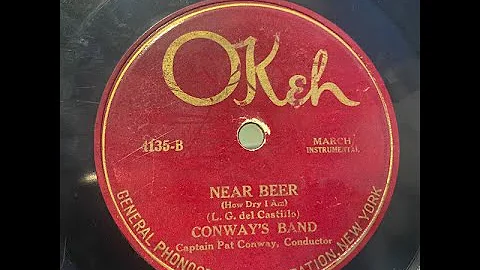 OKeh
4135-B
MARCH
INSTRUMENTAL
NEAR BEER
(How Dry I Am)
(L. G. del Castillo)
CONWAY'S BAND
Captain Pat Conway, Conductor
GENERAL NEW YORK